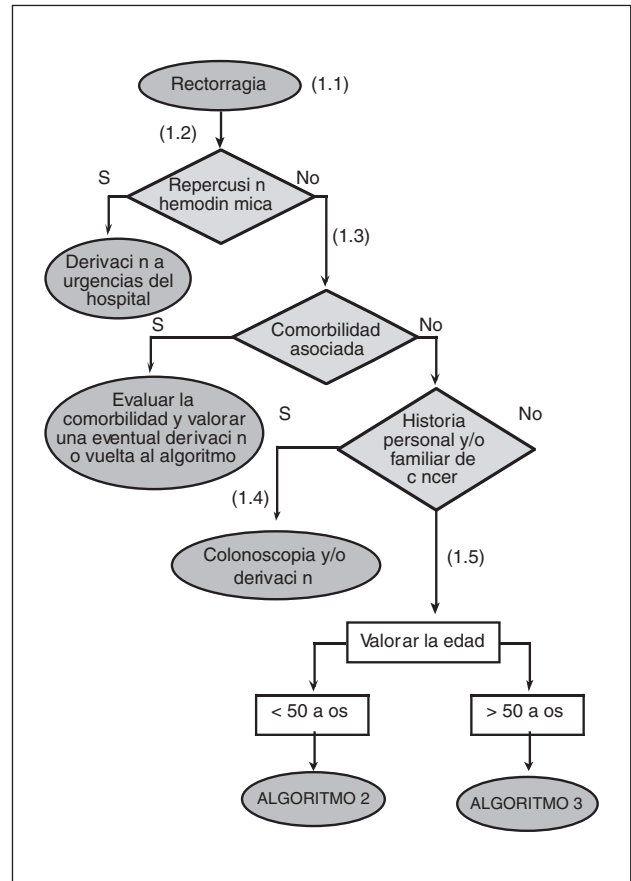 Rectorragia (1.1)
(1.2)
S
No
Repercusi n
hemodin mica
(1.3)
Derivaci n a
urgencias del
hospital
S
No
Comorbilidad
asociada
Evaluar la
comorbilidad y valorar
una eventual derivaci n
o vuelta al algoritmo
S
No
Historia
personal y/o
familiar de
c ncer
(1.4)
Colonoscopia y/o
derivaci n
(1.5)
Valorar la edad
< 50 a os
> 50 a os
ALGORITMO 2
ALGORITMO 3